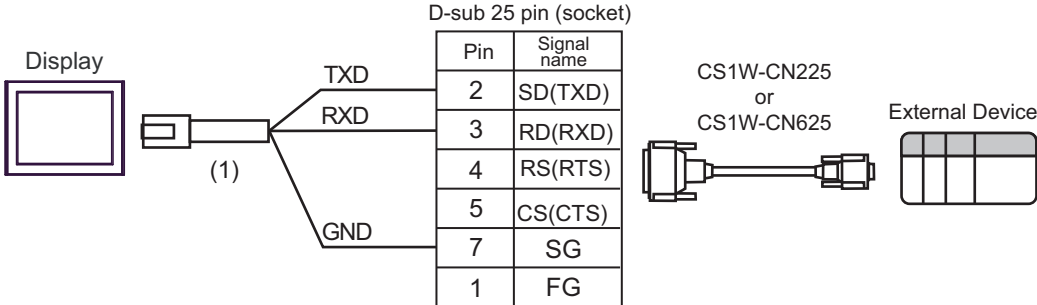 D-sub 25 pin (socket)
Display
Pin
Signal
name
TXD
2
SD(TXD)
RXD
3
RD(RXD)
(1)
4
RS(RTS)
5
CS(CTS)
GND
7
SG
1
FG
CS1W-CN225
or
CS1W-CN625
External Device